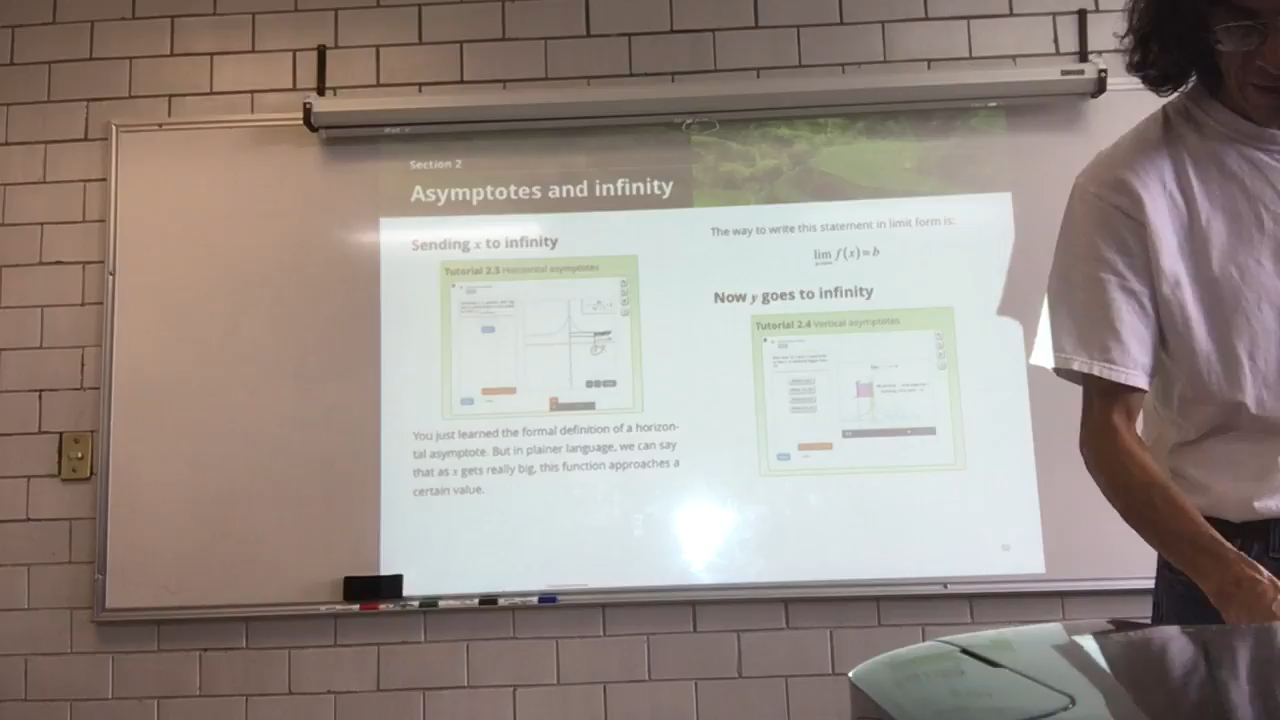 Section 2
Asymptotes and infinity
Sending x to infinity
Tutorial 2.3 Horizontal asymptotes
You just learned the formal definition of a horizon-
tal asymptote. But in plainer language, we can say
that as x gets really big, this function approaches a
certain value.
The way to write this statement in limit form is:
lim f(x)=b
Now y goes to infinity
Tutorial 2.4 Vertical asymptotes